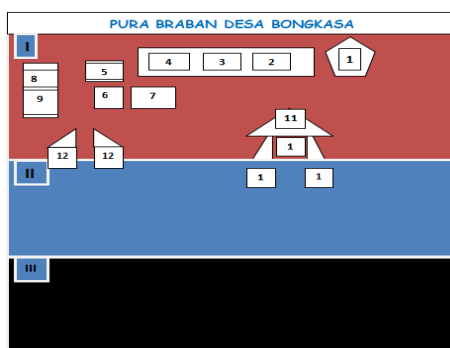 PURA BRABAN DESA BONGKASA
I
1
4 3 2
5
8
9
6 7
11
1
12 12
II
1 1
III